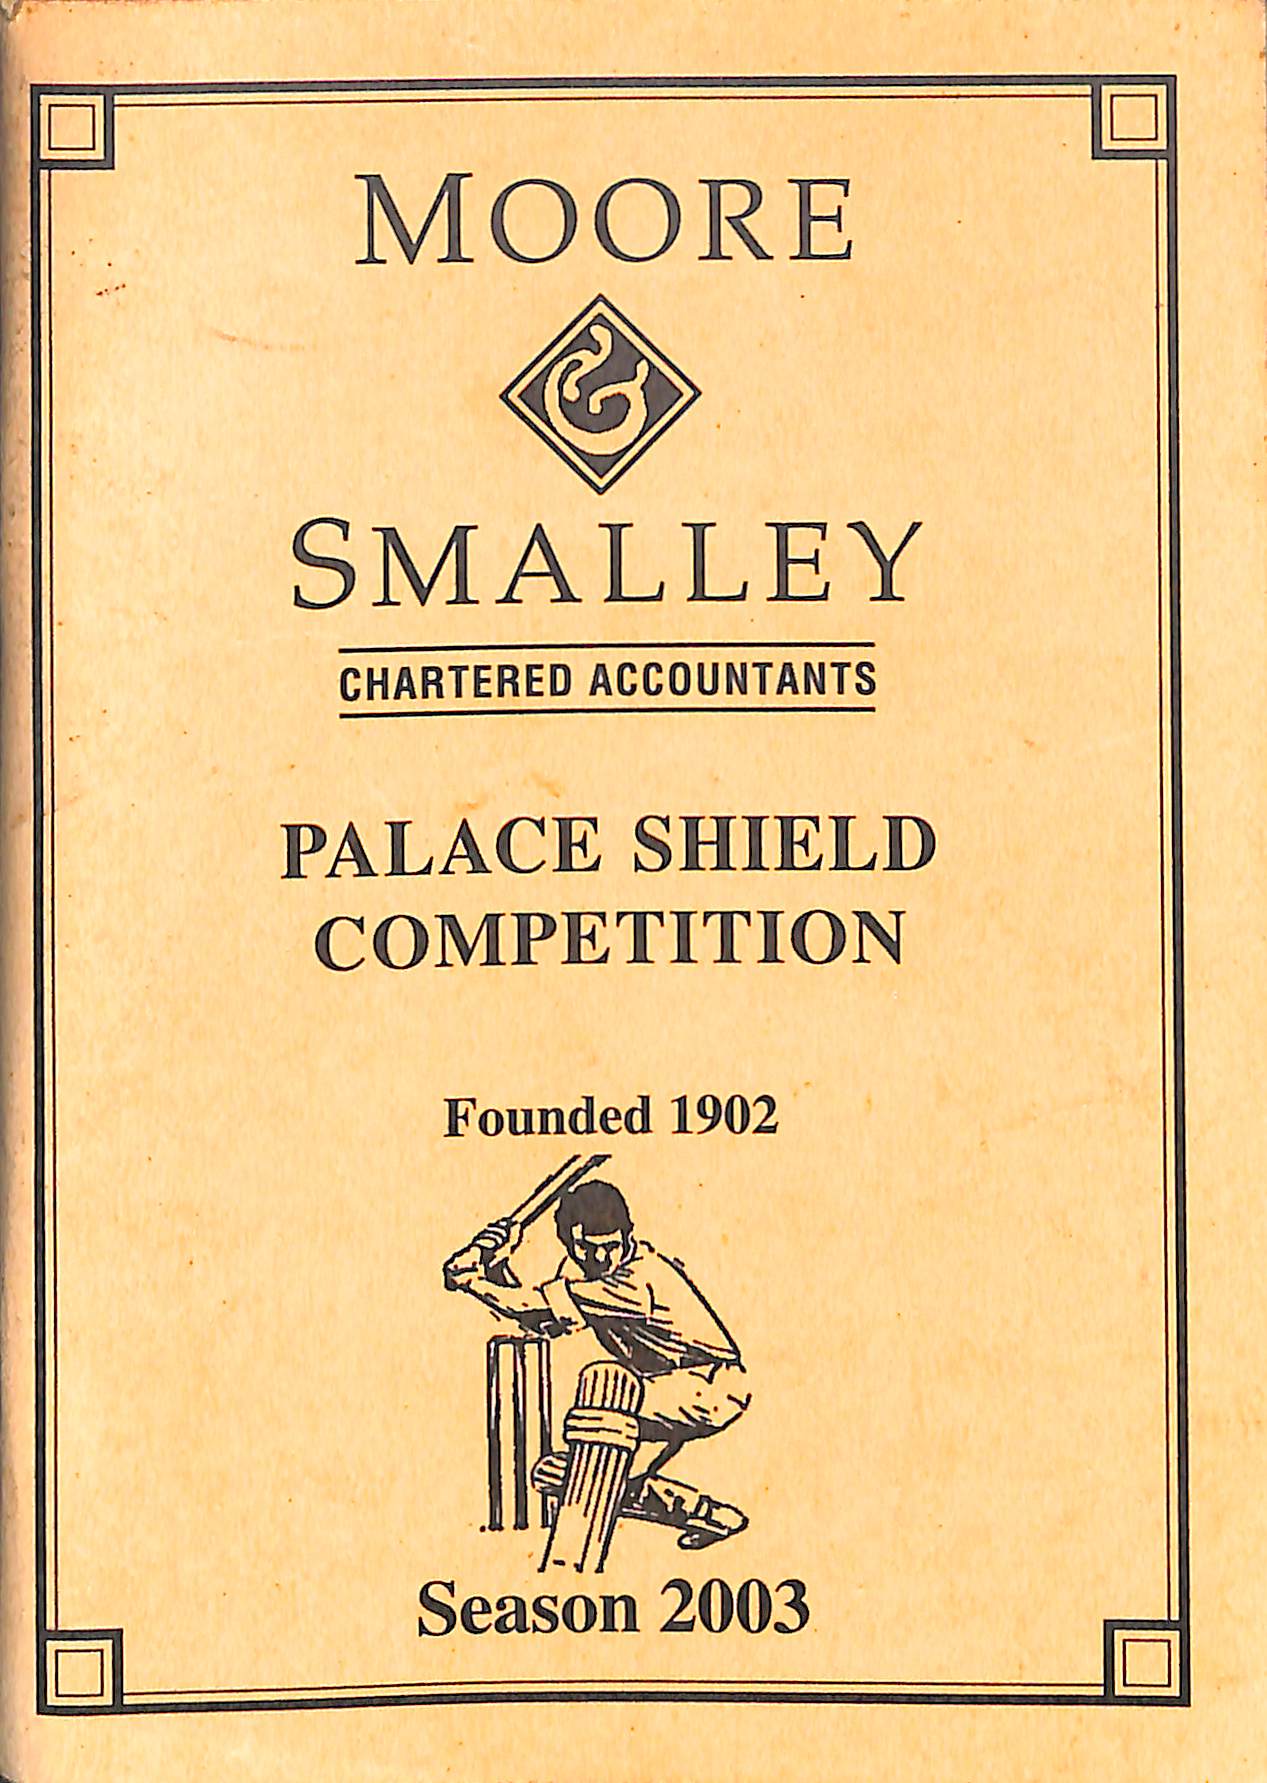 MOORE
&
SMALLEY
CHARTERED ACCOUNTANTS
PALACE SHIELD
COMPETITION
Founded 1902
Season 2003